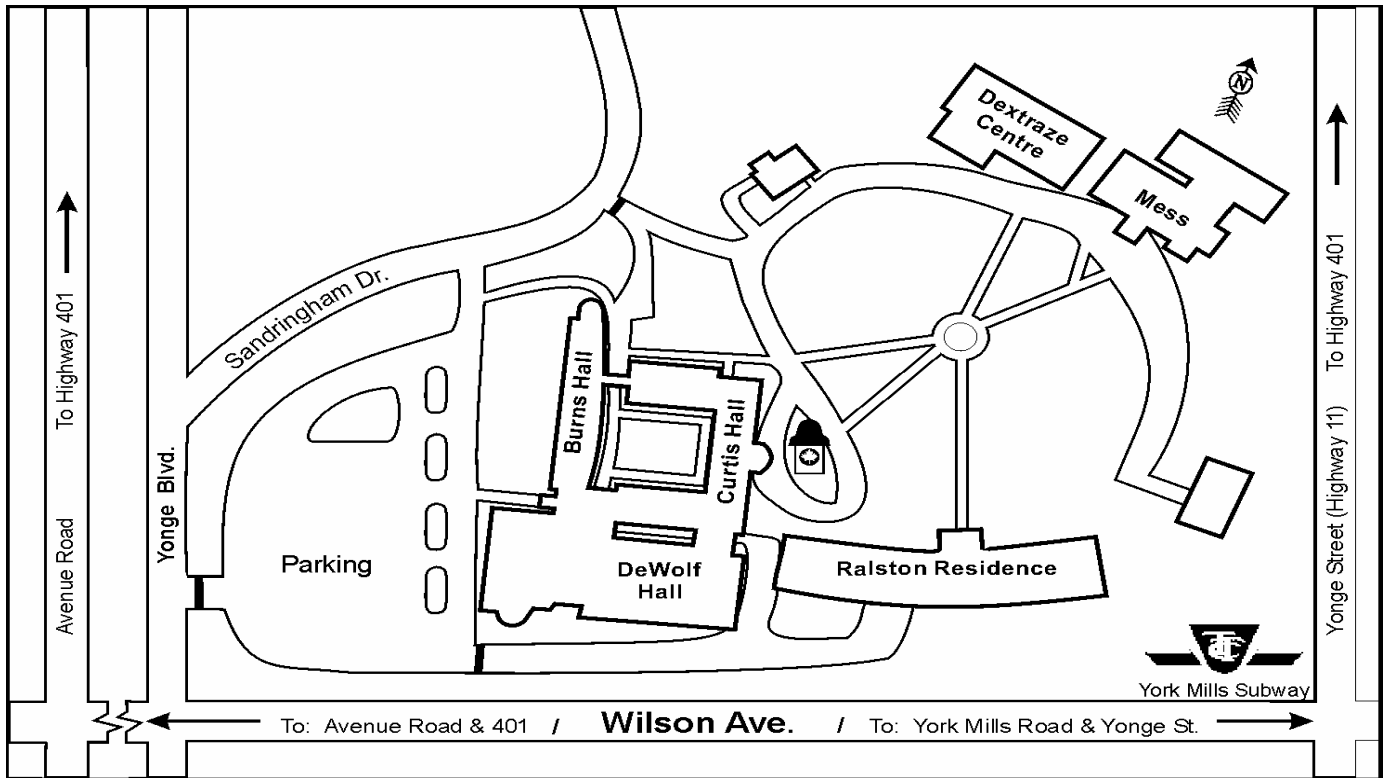 Dextraze
Centre
N
Mess
To Highway 401
Avenue Road
Yonge Blvd.
Sandringham Dr.
Burns Hall
Curtis Hall
Parking
DeWolf
Hall
Ralston Residence
To Highway 401
Yonge Street (Highway 11)
TTC
York Mills Subway
To: Avenue Road & 401 / Wilson Ave. / To: York Mills Road & Yonge St.